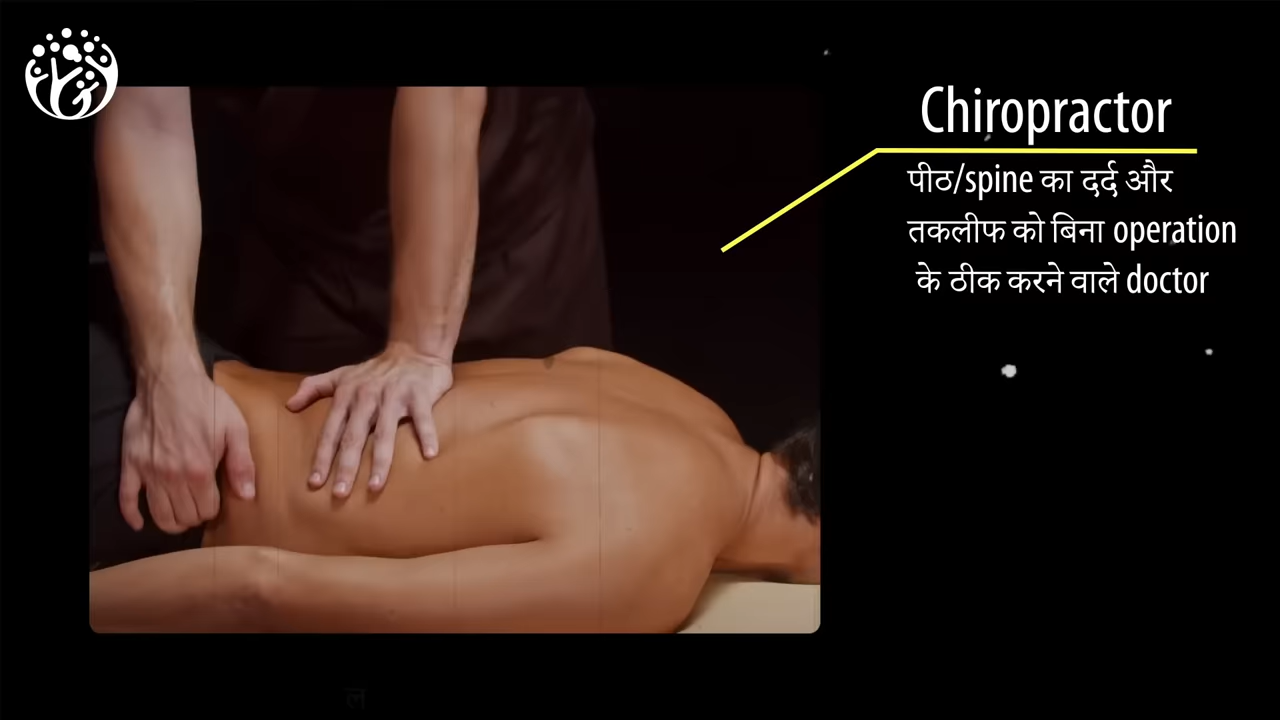 Chiropractor
पीठ/spine का दर्द और
तकलीफ को बिना operation
के ठीक करने वाले doctor
ल